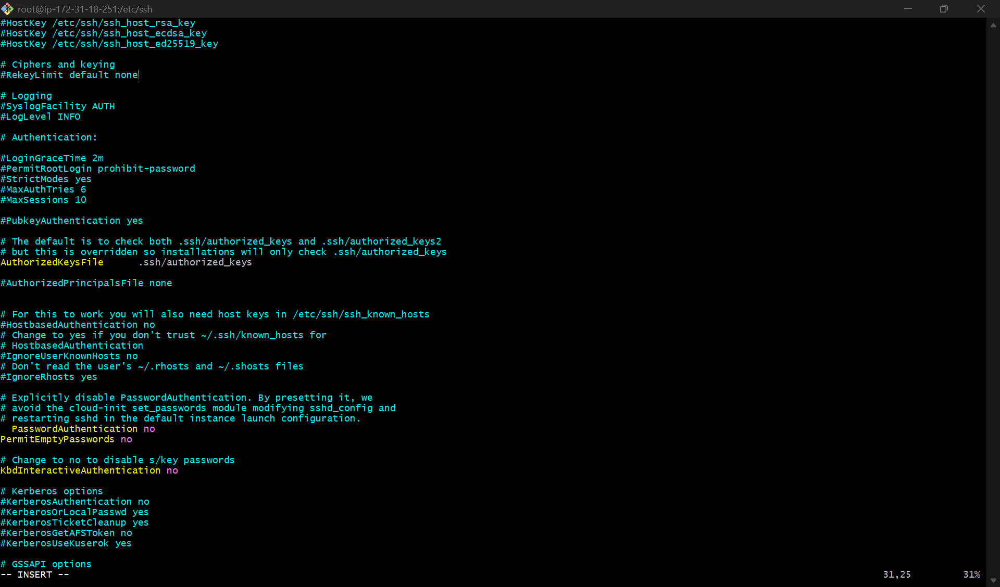 root@ip-172-31-18-251:/etc/ssh
#HostKey /etc/ssh/ssh_host_rsa_key
#HostKey /etc/ssh/ssh_host_ecdsa_key
#HostKey /etc/ssh/ssh_host_ed25519_key
# Ciphers and keying
#RekeyLimit default none
# Logging
#SyslogFacility AUTH
#LogLevel INFO
# Authentication:
#LoginGraceTime 2m
#PermitRootLogin prohibit-password
#StrictModes yes
#MaxAuthTries 6
#MaxSessions 10
#PubkeyAuthentication yes
# The default is to check both .ssh/authorized_keys and .ssh/authorized_keys2
# but this is overridden so installations will only check .ssh/authorized_keys
AuthorizedKeysFile      .ssh/authorized_keys
#AuthorizedPrincipalsFile none
# For this to work you will also need host keys in /etc/ssh/ssh_known_hosts
#HostbasedAuthentication no
# Change to yes if you don't trust ~/.ssh/known_hosts for
# HostbasedAuthentication
#IgnoreUserKnownHosts no
# Don't read the user's ~/.rhosts and ~/.shosts files
#IgnoreRhosts yes
# Explicitly disable PasswordAuthentication. By presetting it, we
# avoid the cloud-init set_passwords module modifying sshd_config and
# restarting sshd in the default instance launch configuration.
  PasswordAuthentication no
PermitEmptyPasswords no
# Change to no to disable s/key passwords
KbdInteractiveAuthentication no
# Kerberos options
#KerberosAuthentication no
#KerberosOrLocalPasswd yes
#KerberosTicketCleanup yes
#KerberosGetAFSToken no
#KerberosUseKuserok yes
# GSSAPI options
-- INSERT -- 31,25 31%